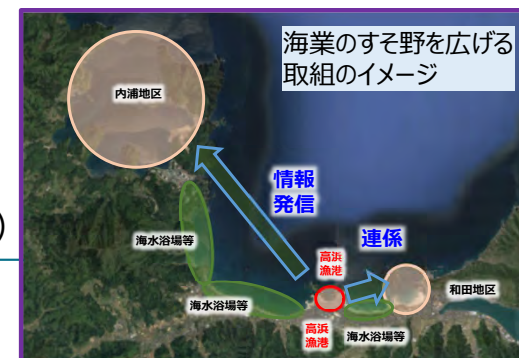 海業のすそ野を広げる
取組のイメージ
内浦地区
情報
発信
海水浴場等
連係
高浜
漁港
和田地区
海水浴場等
高浜
漁港
海水浴場等
)